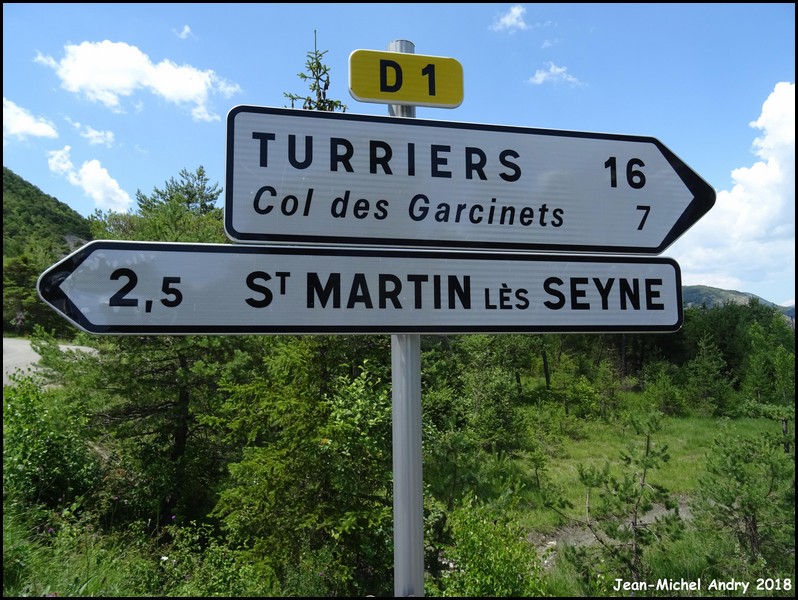 D 1
TURRIERS 16
Col des Garcinets 7
2,5 ST MARTIN LÈS SEYNE
Jean-Michel Andry 2018